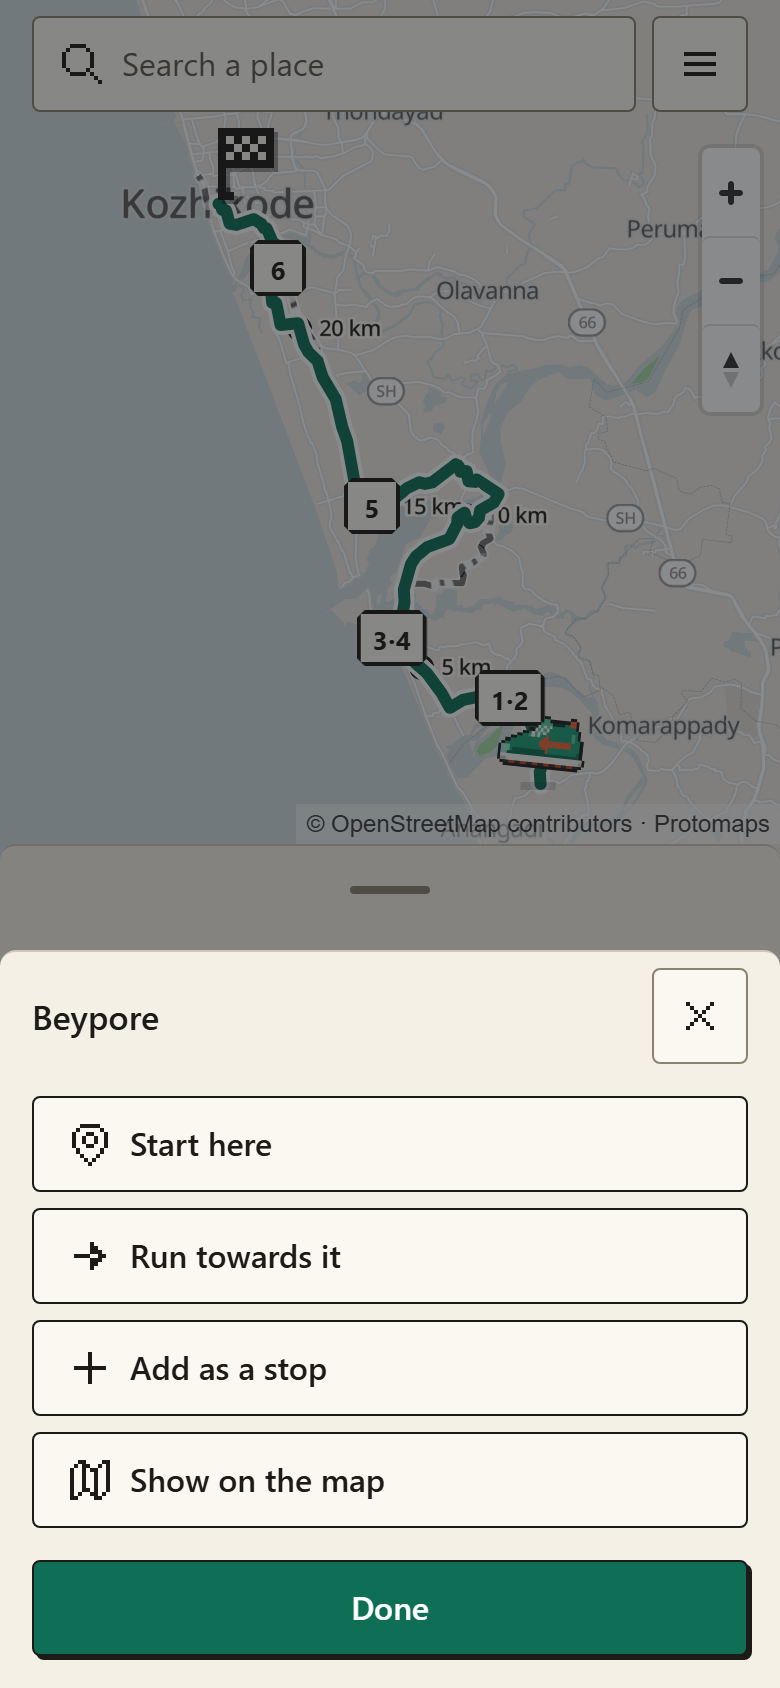 Search a place
Kozhikode
6
Olavanna
66
20 km
SH
5
15 km
0 km
SH
66
3·4
5 km
1·2
Komarappady
© OpenStreetMap contributors · Protomaps
Beypore
Start here
Run towards it
Add as a stop
Show on the map
Done